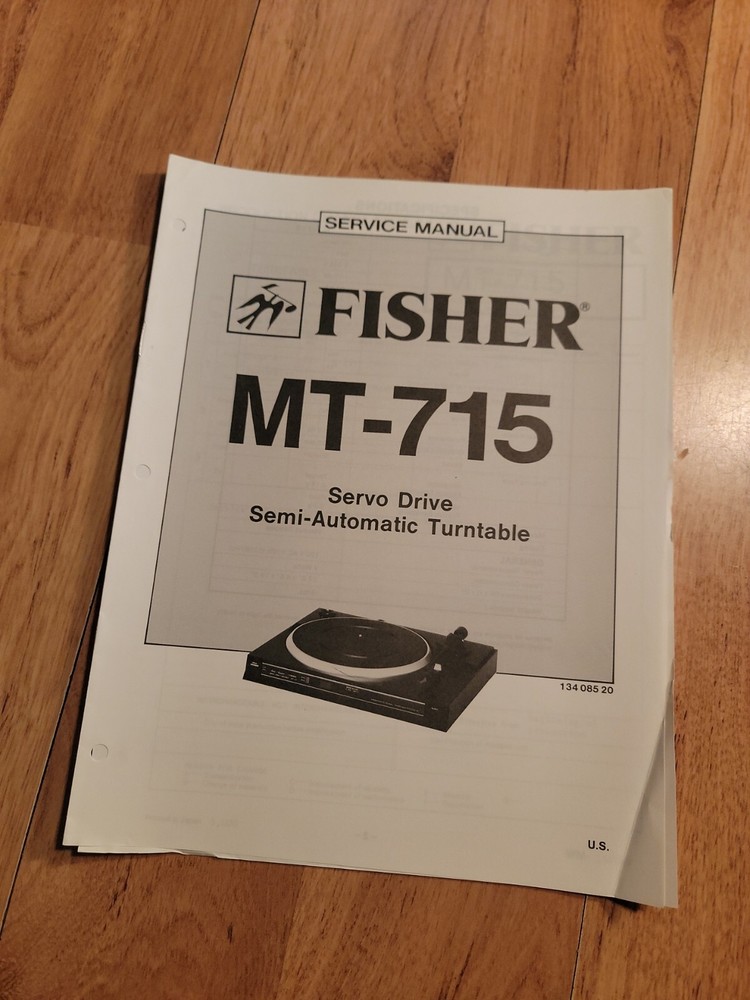 SERVICE MANUAL
FISHER®
MT-715
Servo Drive
Semi-Automatic Turntable
134 085 20
U.S.